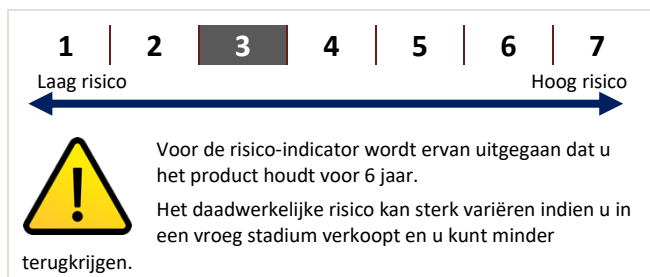 1 2 3 4 5 6 7
Laag risico Hoog risico
Voor de risico-indicator wordt ervan uitgegaan dat u
het product houdt voor 6 jaar.
Het daadwerkelijke risico kan sterk variëren indien u in
een vroeg stadium verkoopt en u kunt minder
terugkrijgen.